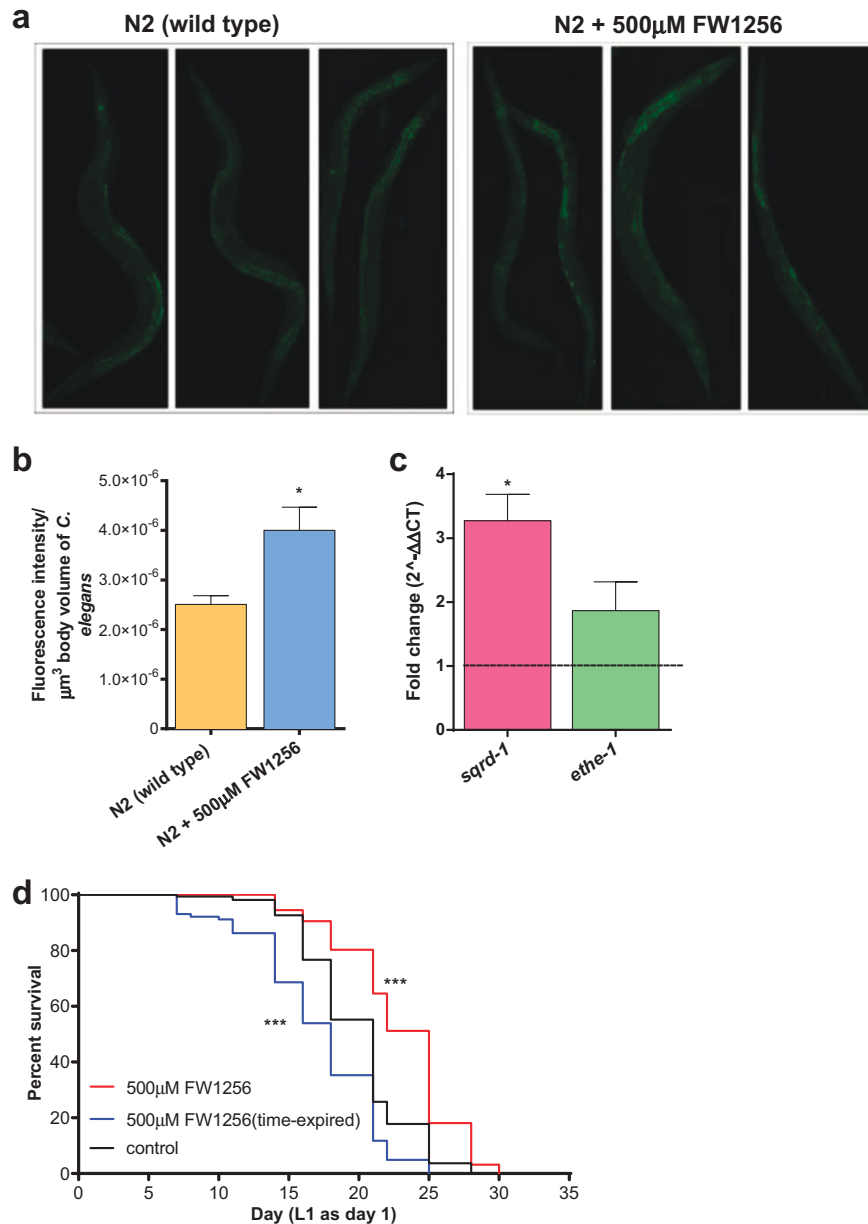 a
N2 (wild type)
N2 + 500μM FW1256
b
Fluorescence intensity/
μm³ body volume of C.
elegans
5.0×10⁻⁶
4.0×10⁻⁶
3.0×10⁻⁶
2.0×10⁻⁶
1.0×10⁻⁶
0
*
N2 (wild type)
N2 + 500μM FW1256
c
Fold change (2^-ΔΔCT)
4
3
2
1
0
*
sqrd-1
ethe-1
d
Percent survival
100
80
60
40
20
0
***
***
500μM FW1256
500μM FW1256(time-expired)
control
0
5
10
15
20
25
30
35
Day (L1 as day 1)